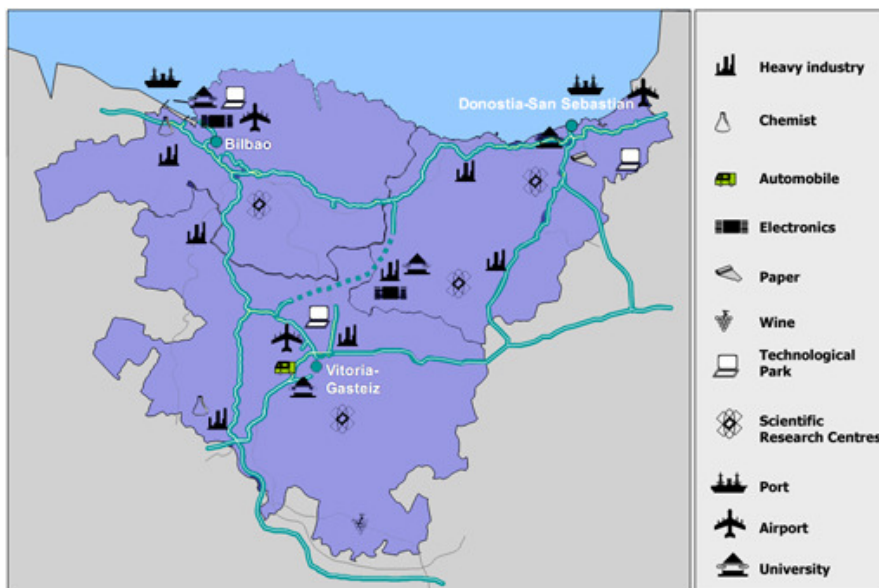 Donostia-San Sebastian
Bilbao
Vitoria-
Gasteiz
Heavy industry
Chemist
Automobile
Electronics
Paper
Wine
Technological
Park
Scientific
Research Centres
Port
Airport
University